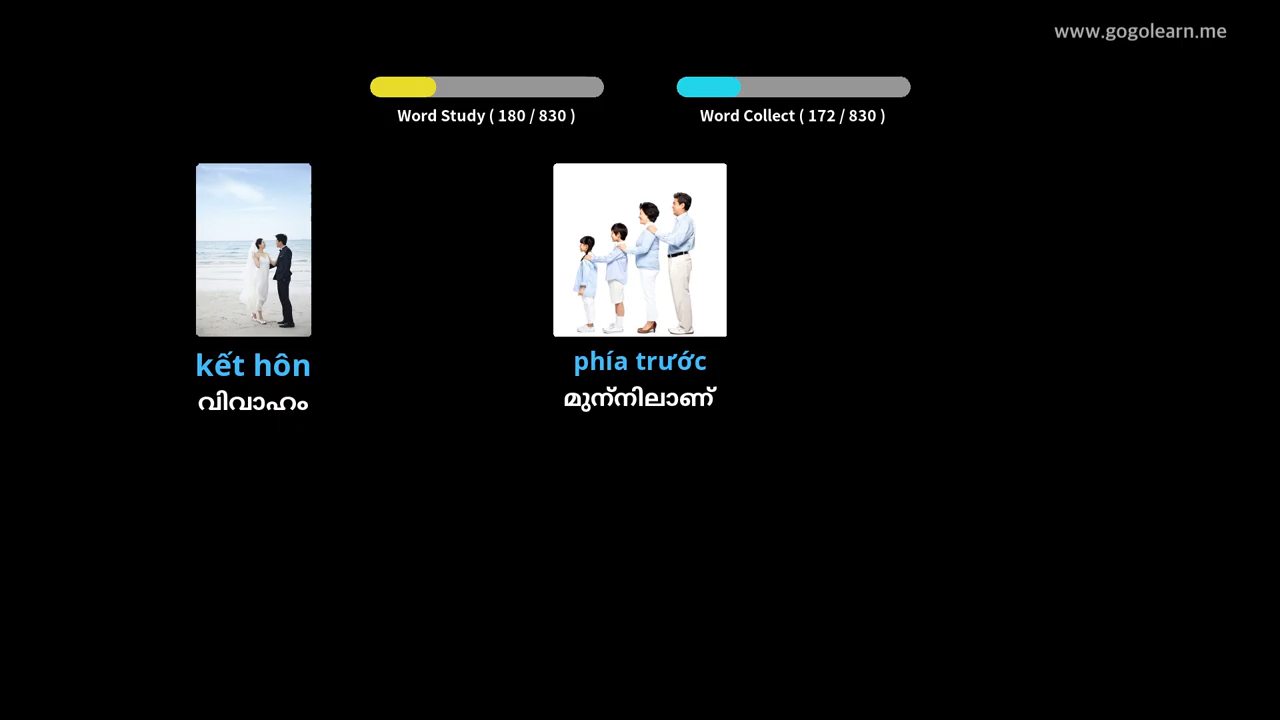 www.gogolearn.me
Word Study ( 180 / 830 )
Word Collect ( 172 / 830 )
kết hôn
വിവാഹം
phía trước
മുന്നിലാണ്